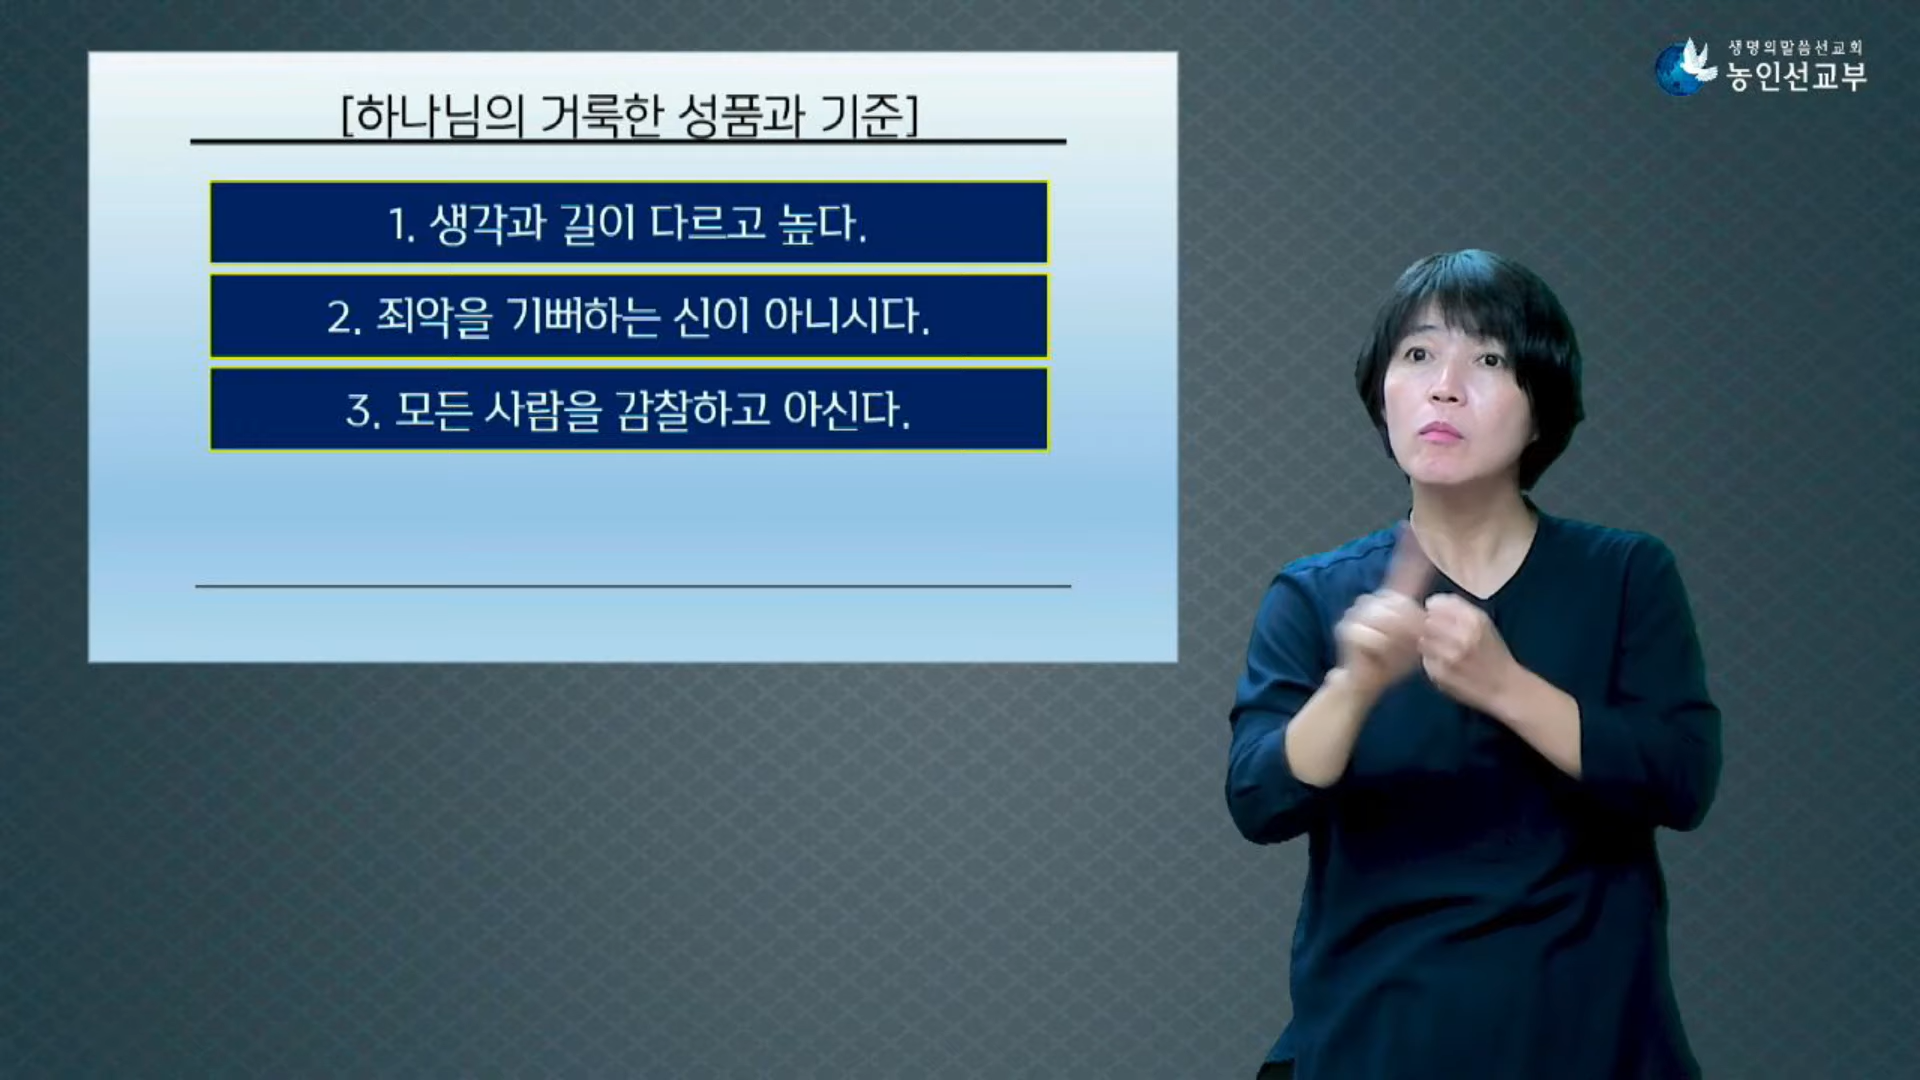 생명의말씀선교회
농인선교부
[하나님의 거룩한 성품과 기준]
1. 생각과 길이 다르고 높다.
2. 죄악을 기뻐하는 신이 아니시다.
3. 모든 사람을 감찰하고 아신다.